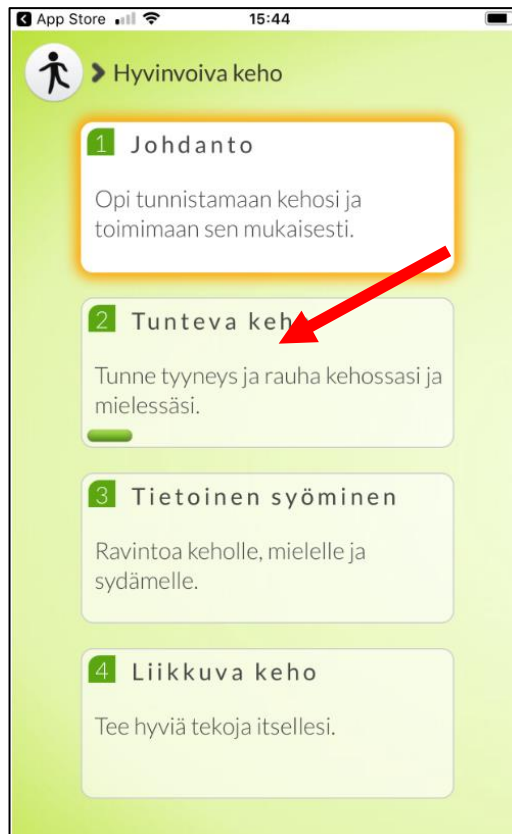 App Store 15:44
Hyvinvoiva keho
1 Johdanto
Opi tunnistamaan kehosi ja
toimimaan sen mukaisesti.
2 Tunteva keho
Tunne tyyneys ja rauha kehossasi ja
mielessäsi.
3 Tietoinen syöminen
Ravintoa keholle, mielelle ja
sydämelle.
4 Liikkuva keho
Tee hyviä tekoja itsellesi.